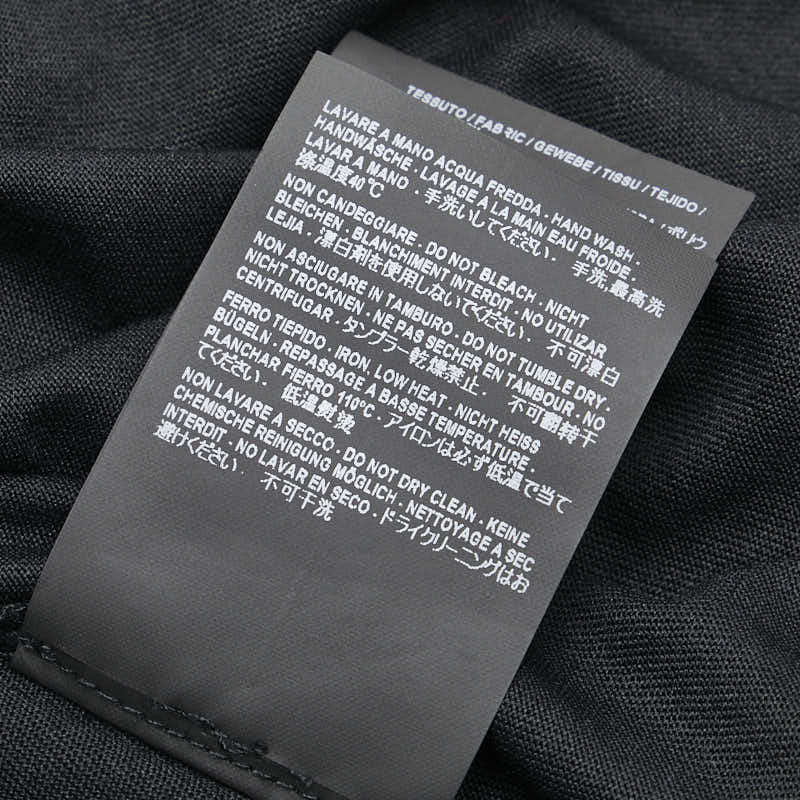 TESSUTO / FABRIC / GEWEBE / TISSU / TEJIDO /
LAVARE A MANO ACQUA FREDDA . HAND WASH .
HANDWÄSCHE . LAVAGE A LA MAIN EAU FROIDE .
LAVAR A MANO . 手洗いしてください. 手洗,最高洗
涤温度40℃
NON CANDEGGIARE . DO NOT BLEACH . NICHT
BLEICHEN . BLANCHIMENT INTERDIT . NO UTILIZAR
LEJIA . 漂白剤を使用しないでください. 不可漂白
NON ASCIUGARE IN TAMBURO . DO NOT TUMBLE DRY .
NICHT TROCKNEN . NE PAS SECHER EN TAMBOUR . NO
CENTRIFUGAR . タンブラー乾燥禁止. 不可翻转干
FERRO TIEPIDO . IRON, LOW HEAT . NICHT HEISS
BÜGELN . REPASSAGE A BASSE TEMPERATURE .
PLANCHAR FIERRO 110°C . アイロンは必ず低温で当て
てください. 低温熨烫
NON LAVARE A SECCO . DO NOT DRY CLEAN . KEINE
CHEMISCHE REINIGUNG MÖGLICH . NETTOYAGE A SEC
INTERDIT . NO LAVAR EN SECO . ドライクリーニングはお
避けください. 不可干洗